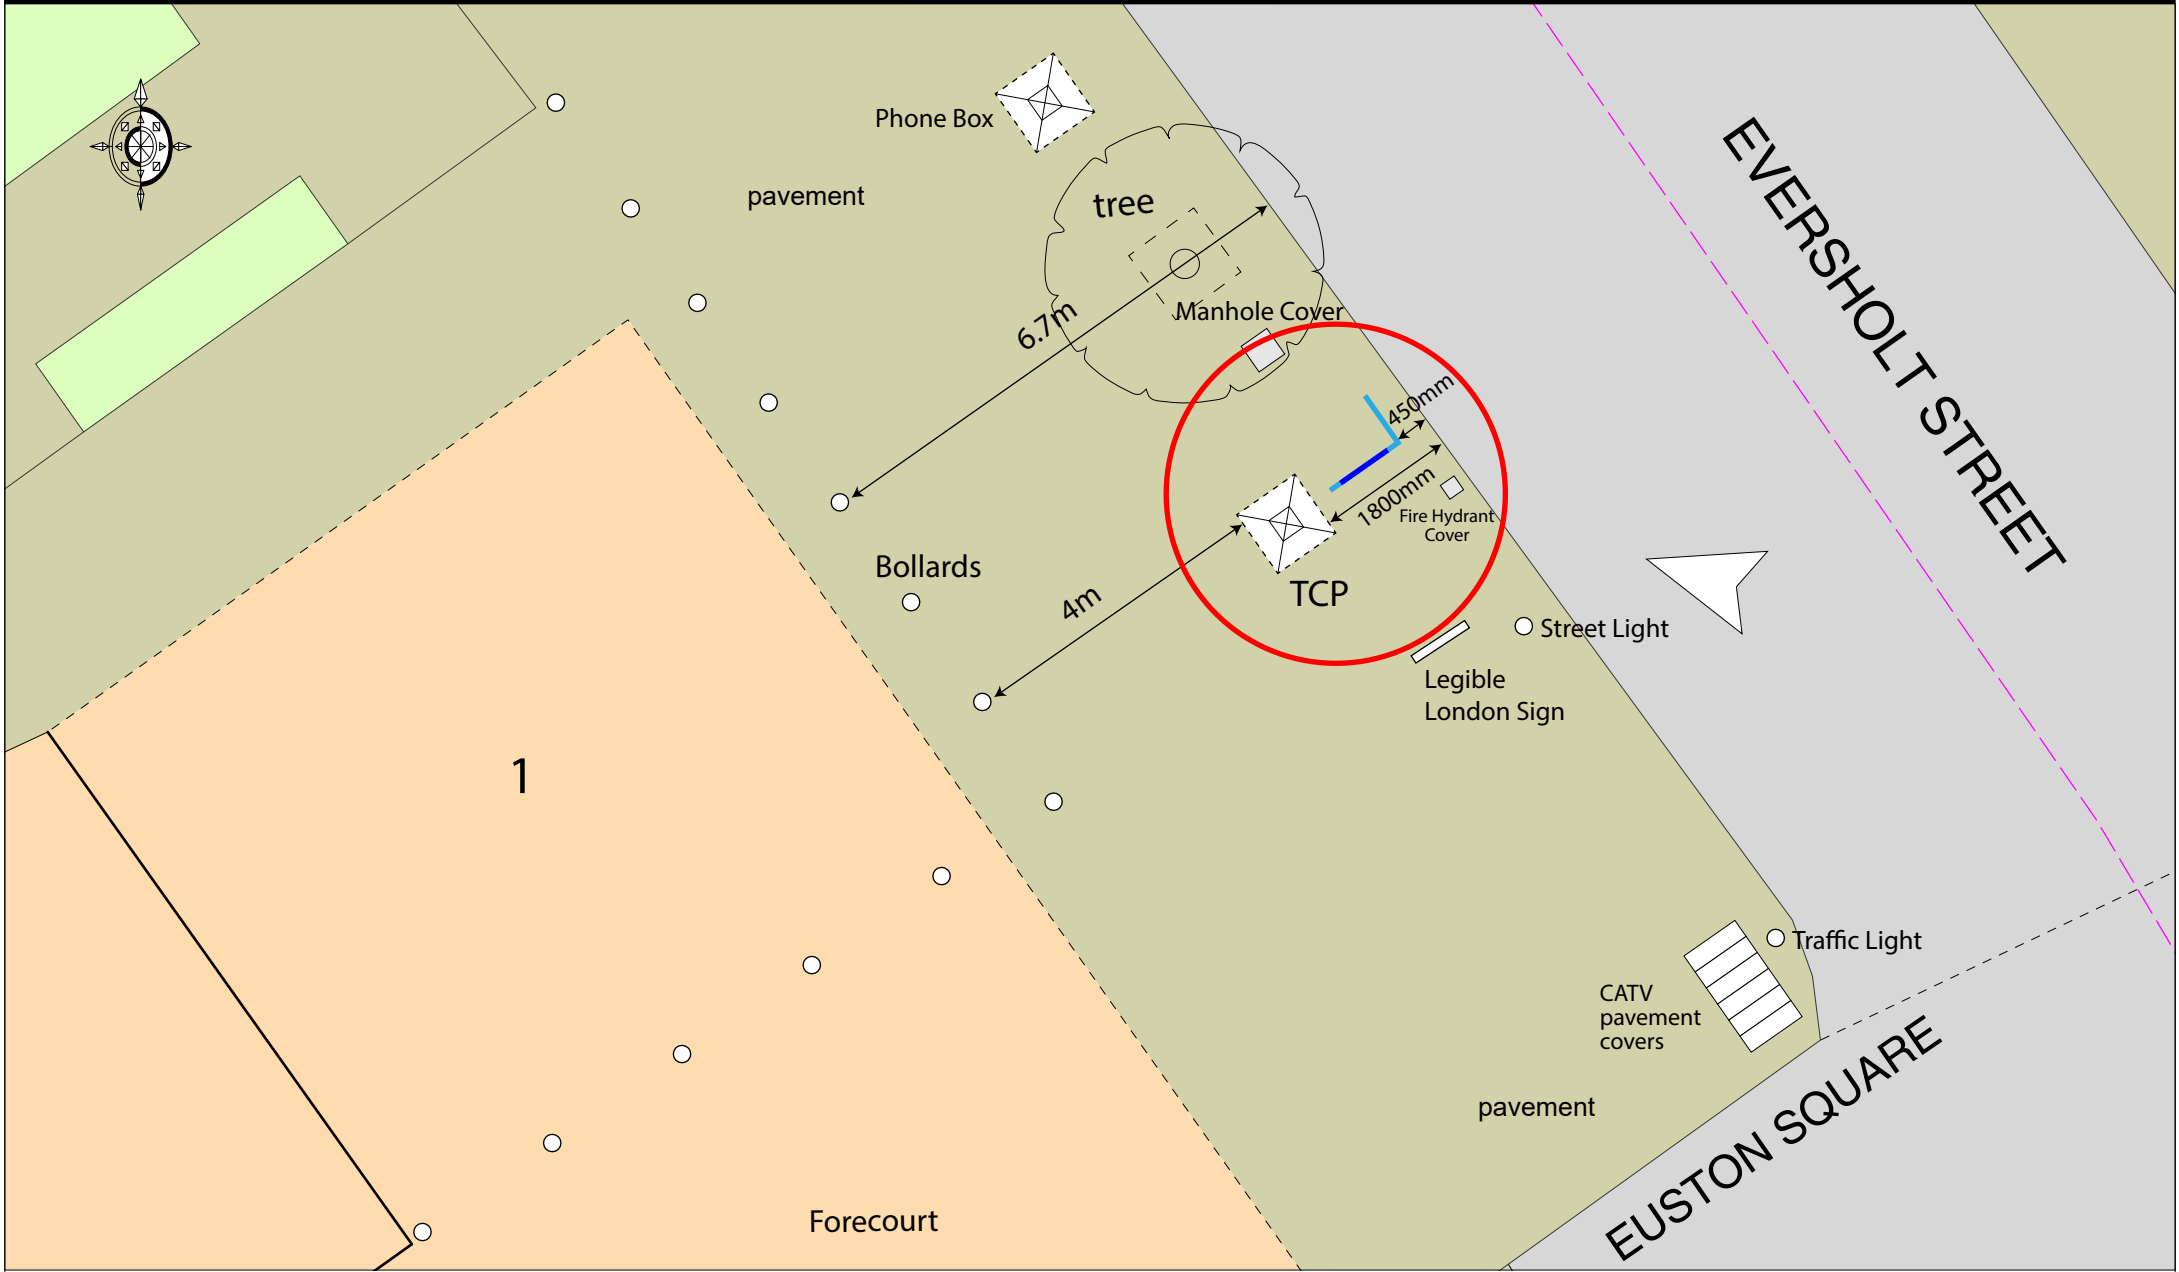 Phone Box
pavement
tree
EVERSHOLT STREET
Manhole Cover
6.7m
450mm
1800mm
Fire Hydrant
Cover
Bollards
4m
TCP
Street Light
Legible
London Sign
1
Traffic Light
CATV
pavement
covers
pavement
EUSTON SQUARE
Forecourt